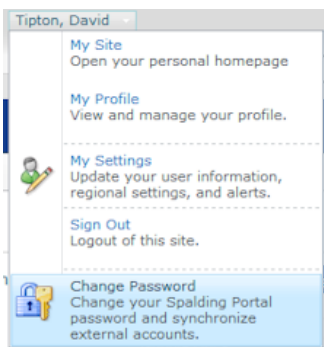 Tipton, David
My Site
Open your personal homepage
My Profile
View and manage your profile.
My Settings
Update your user information,
regional settings, and alerts.
Sign Out
Logout of this site.
Change Password
Change your Spalding Portal
password and synchronize
external accounts.